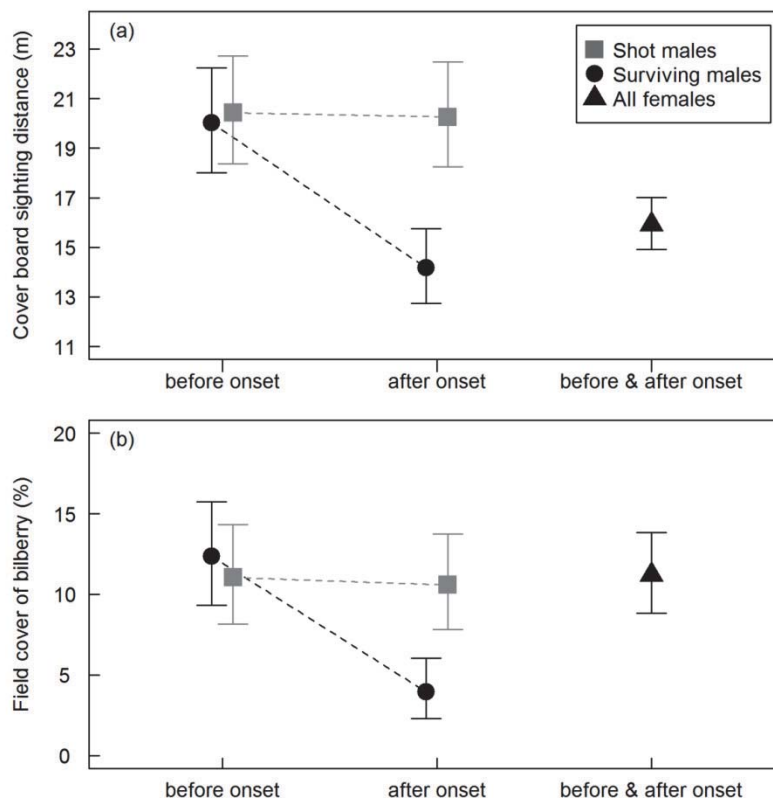 (a)
Cover board sighting distance (m)
23
21
19
17
15
13
11
Shot males
Surviving males
All females
before onset after onset before & after onset
(b)
Field cover of bilberry (%)
20
15
10
5
0
before onset after onset before & after onset